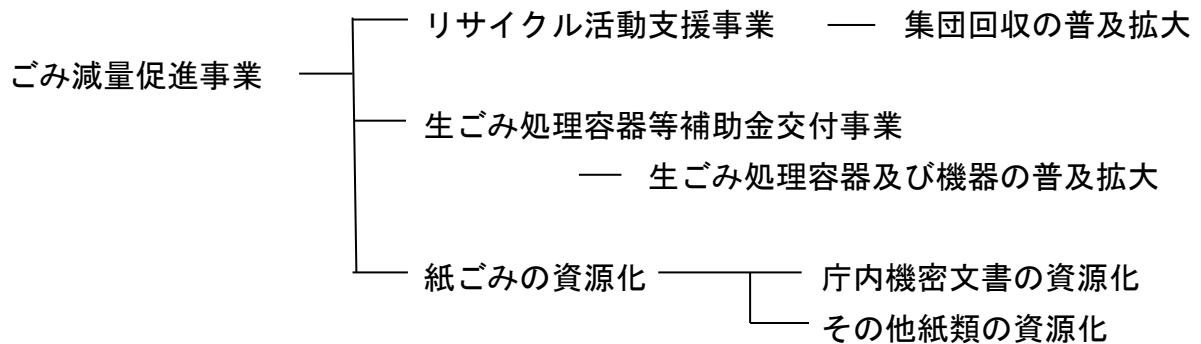 リサイクル活動支援事業 ― 集団回収の普及拡大
ごみ減量促進事業
生ごみ処理容器等補助金交付事業
― 生ごみ処理容器及び機器の普及拡大
紙ごみの資源化 庁内機密文書の資源化
その他紙類の資源化